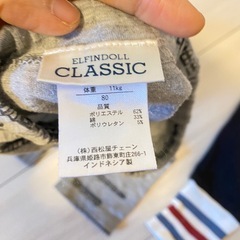 ELFINDOLL
CLASSIC
体重 11kg
80
品質
ポリエステル 62%
綿 33%
ポリウレタン 5%
(株)西松屋チェーン
兵庫県姫路市飾東町庄266-1
インドネシア製